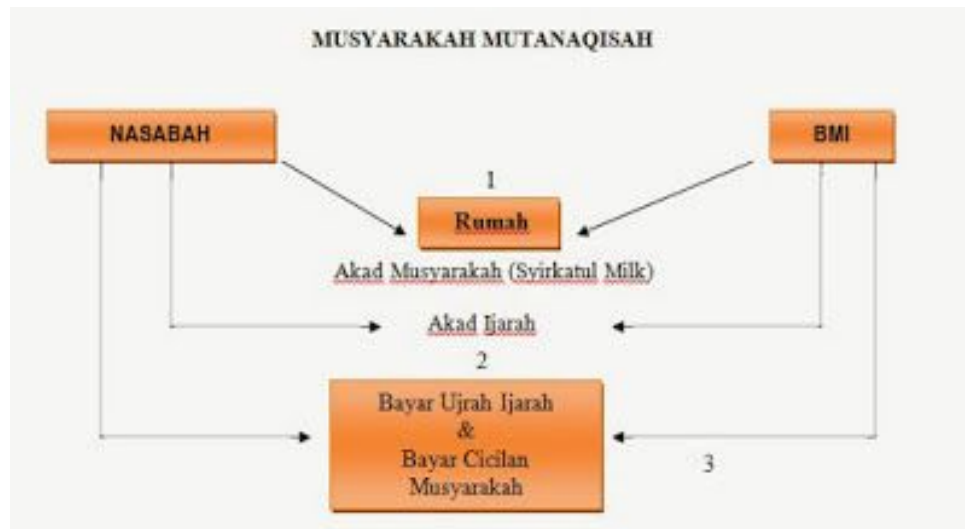 MUSYARAKAH MUTANAQISAH
NASABAH
BMI
1
Rumah
Akad Musyarakah (Syirkatul Milk)
Akad Ijarah
2
Bayar Ujrah Ijarah
&
Bayar Cicilan
Musyarakah
3